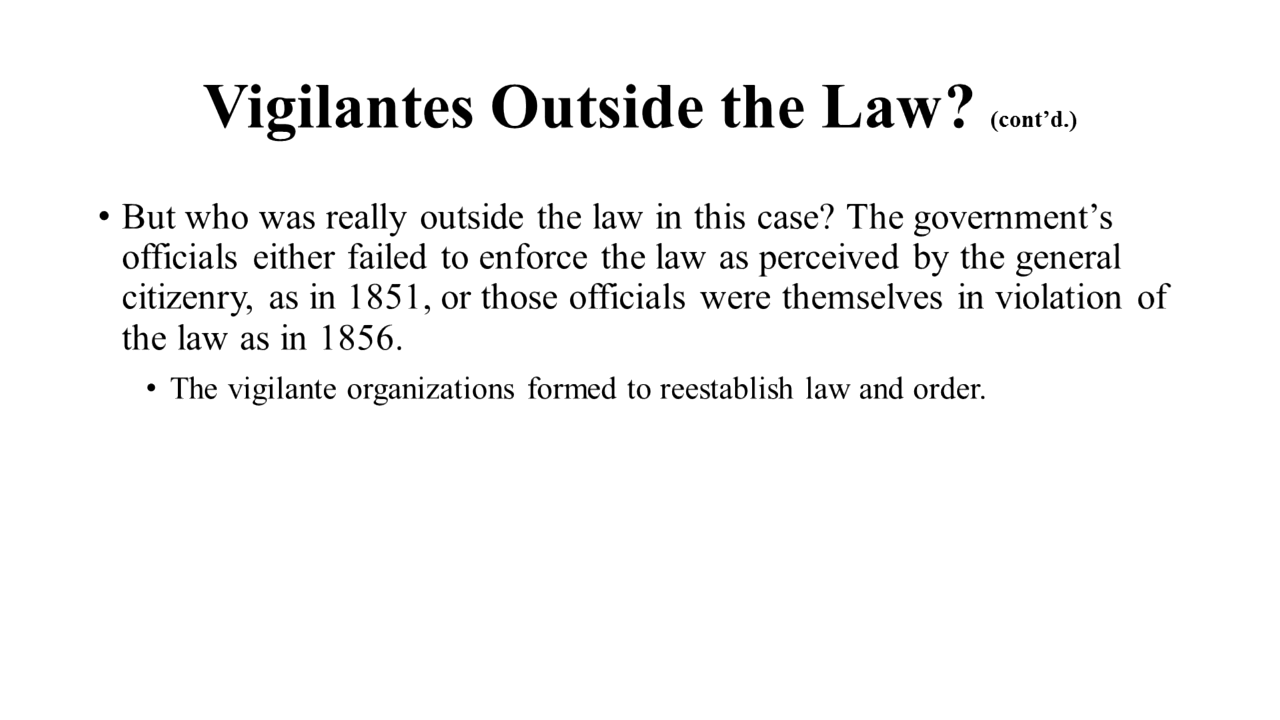 Vigilantes Outside the Law? (cont’d.)
• But who was really outside the law in this case? The government’s
officials either failed to enforce the law as perceived by the general
citizenry, as in 1851, or those officials were themselves in violation of
the law as in 1856.
• The vigilante organizations formed to reestablish law and order.